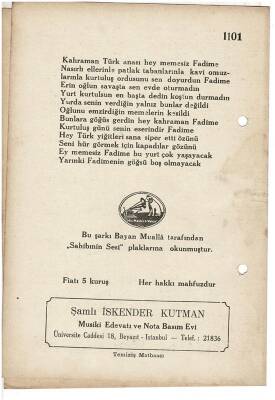 1101
Kahraman Türk anası hey memesiz Fadime
Nasırlı ellerinle patlak tabanlarınla kavi omuz-
larınla kurtuluş ordusunu sen doyurdun Fadime
Erin oğlun savaşta sen evde oturmadın
Yurt kurtulsun en başta dedin koştun durmadın
Yurda senin verdiğin yalnız bunlar değildi
Oğlunu emzirdiğin memelerin kesildi
Bunlara göğüs gerdin hey kahraman Fadime
Kurtuluş günü senin eserindir Fadime
Hey Türk yiğitleri sana siper etti özünü
Seni hür görmek için kapadılar gözünü
Ey memesiz Fadime bu yurt çok yaşayacak
Yarınki Fadimenin göğsü boş olmayacak
Bu şarkı Bayan Muallâ tarafından
„Sahibinin Sesi" plaklarına okunmuştur.
Fiatı 5 kuruş Her hakkı mahfuzdur
Şamlı İSKENDER KUTMAN
Musiki Edevatı ve Nota Basım Evi
Üniversite Caddesi 18, Beyazıt - İstanbul — Telef. : 21836
Temiziş Matbaası